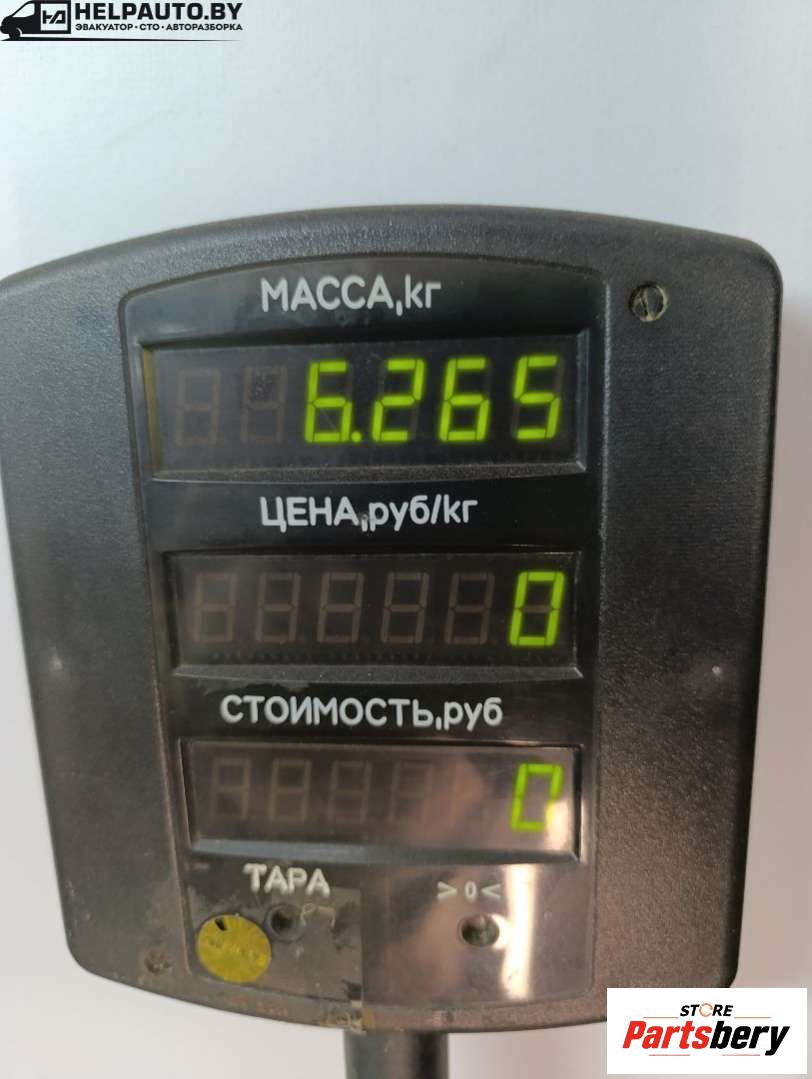 HELPAUTO.BY
ЭВАКУАТОР·СТО·АВТОРАЗБОРКА
МАССА,кг
6.265
ЦЕНА,руб/кг
0
СТОИМОСТЬ,руб
0
ТАРА >0<
STORE
Partsbery